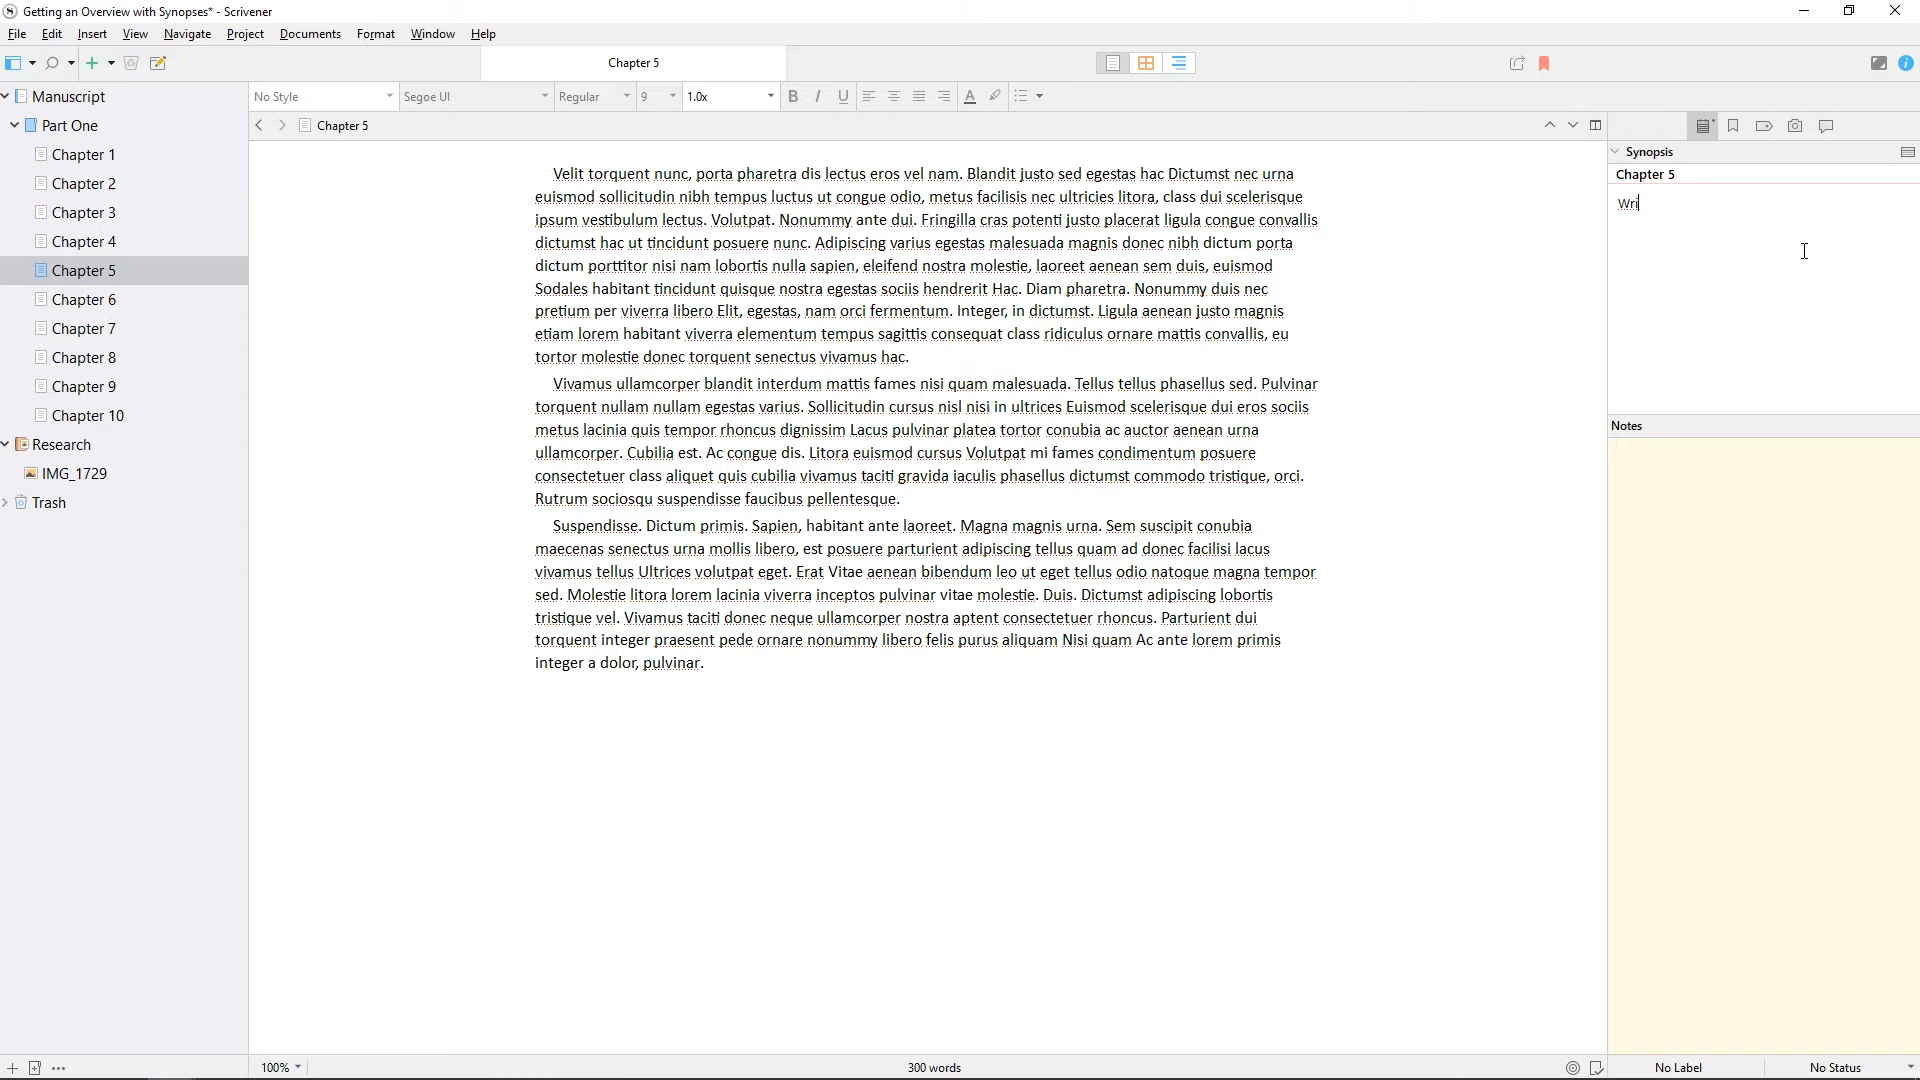 Getting an Overview with Synopses* - Scrivener
File Edit Insert View Navigate Project Documents Format Window Help
Chapter 5
No Style Segoe UI Regular 9 1.0x B I U A
Manuscript
Part One
Chapter 1
Chapter 2
Chapter 3
Chapter 4
Chapter 5
Chapter 6
Chapter 7
Chapter 8
Chapter 9
Chapter 10
Research
IMG_1729
Trash
Chapter 5
Velit torquent nunc, porta pharetra dis lectus eros vel nam. Blandit justo sed egestas hac Dictumst nec urna
euismod sollicitudin nibh tempus luctus ut congue odio, metus facilisis nec ultricies litora, class dui scelerisque
ipsum vestibulum lectus. Volutpat. Nonummy ante dui. Fringilla cras potenti justo placerat ligula congue convallis
dictumst hac ut tincidunt posuere nunc. Adipiscing varius egestas malesuada magnis donec nibh dictum porta
dictum porttitor nisi nam lobortis nulla sapien, eleifend nostra molestie, laoreet aenean sem duis, euismod
Sodales habitant tincidunt quisque nostra egestas sociis hendrerit Hac. Diam pharetra. Nonummy duis nec
pretium per viverra libero Elit, egestas, nam orci fermentum. Integer, in dictumst. Ligula aenean justo magnis
etiam lorem habitant viverra elementum tempus sagittis consequat class ridiculus ornare mattis convallis, eu
tortor molestie donec torquent senectus vivamus hac.
Vivamus ullamcorper blandit interdum mattis fames nisi quam malesuada. Tellus tellus phasellus sed. Pulvinar
torquent nullam nullam egestas varius. Sollicitudin cursus nisl nisi in ultrices Euismod scelerisque dui eros sociis
metus lacinia quis tempor rhoncus dignissim Lacus pulvinar platea tortor conubia ac auctor aenean urna
ullamcorper. Cubilia est. Ac congue dis. Litora euismod cursus Volutpat mi fames condimentum posuere
consectetuer class aliquet quis cubilia vivamus taciti gravida iaculis phasellus dictumst commodo tristique, orci.
Rutrum sociosqu suspendisse faucibus pellentesque.
Suspendisse. Dictum primis. Sapien, habitant ante laoreet. Magna magnis urna. Sem suscipit conubia
maecenas senectus urna mollis libero, est posuere parturient adipiscing tellus quam ad donec facilisi lacus
vivamus tellus Ultrices volutpat eget. Erat Vitae aenean bibendum leo ut eget tellus odio natoque magna tempor
sed. Molestie litora lorem lacinia viverra inceptos pulvinar vitae molestie. Duis. Dictumst adipiscing lobortis
tristique vel. Vivamus taciti donec neque ullamcorper nostra aptent consectetuer rhoncus. Parturient dui
torquent integer praesent pede ornare nonummy libero felis purus aliquam Nisi quam Ac ante lorem primis
integer a dolor, pulvinar.
Synopsis
Chapter 5
Wri
Notes
100%
300 words
No Label
No Status